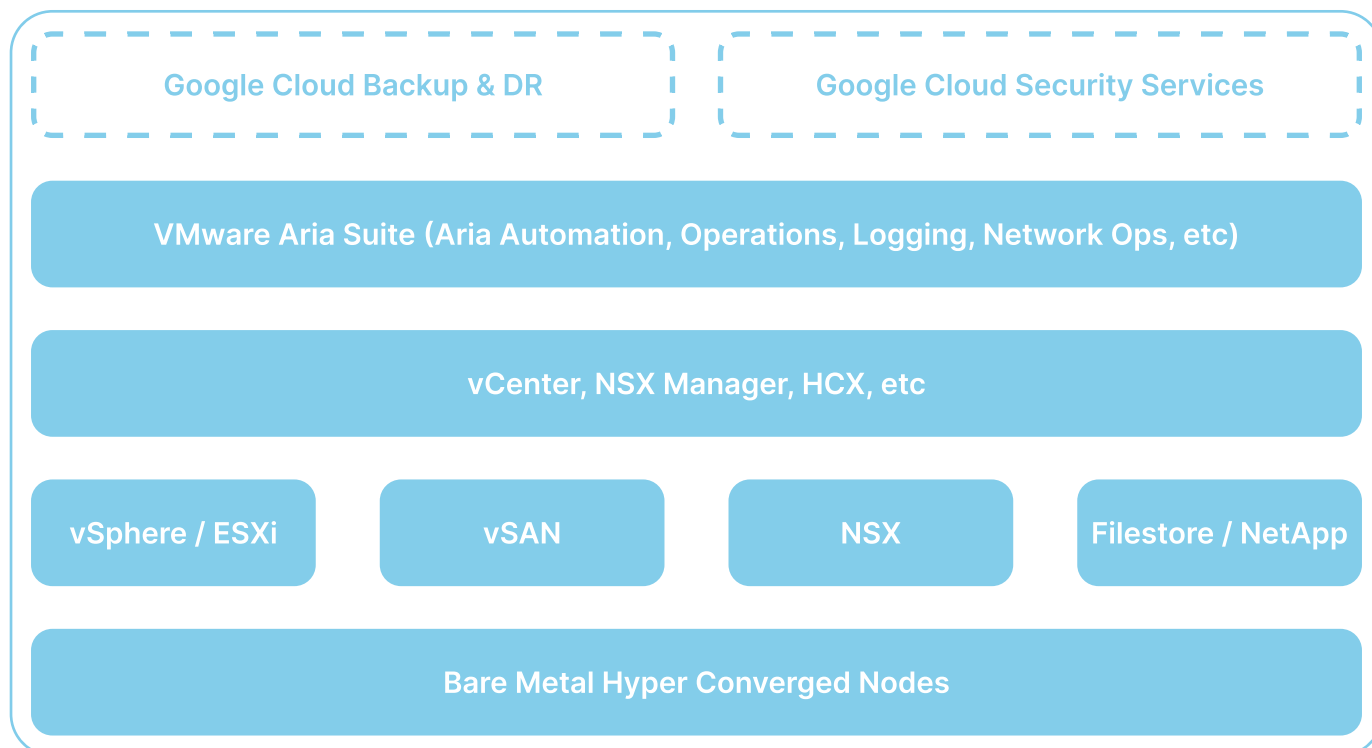 Google Cloud Backup & DR
Google Cloud Security Services
VMware Aria Suite (Aria Automation, Operations, Logging, Network Ops, etc)
vCenter, NSX Manager, HCX, etc
vSphere / ESXi
vSAN
NSX
Filestore / NetApp
Bare Metal Hyper Converged Nodes